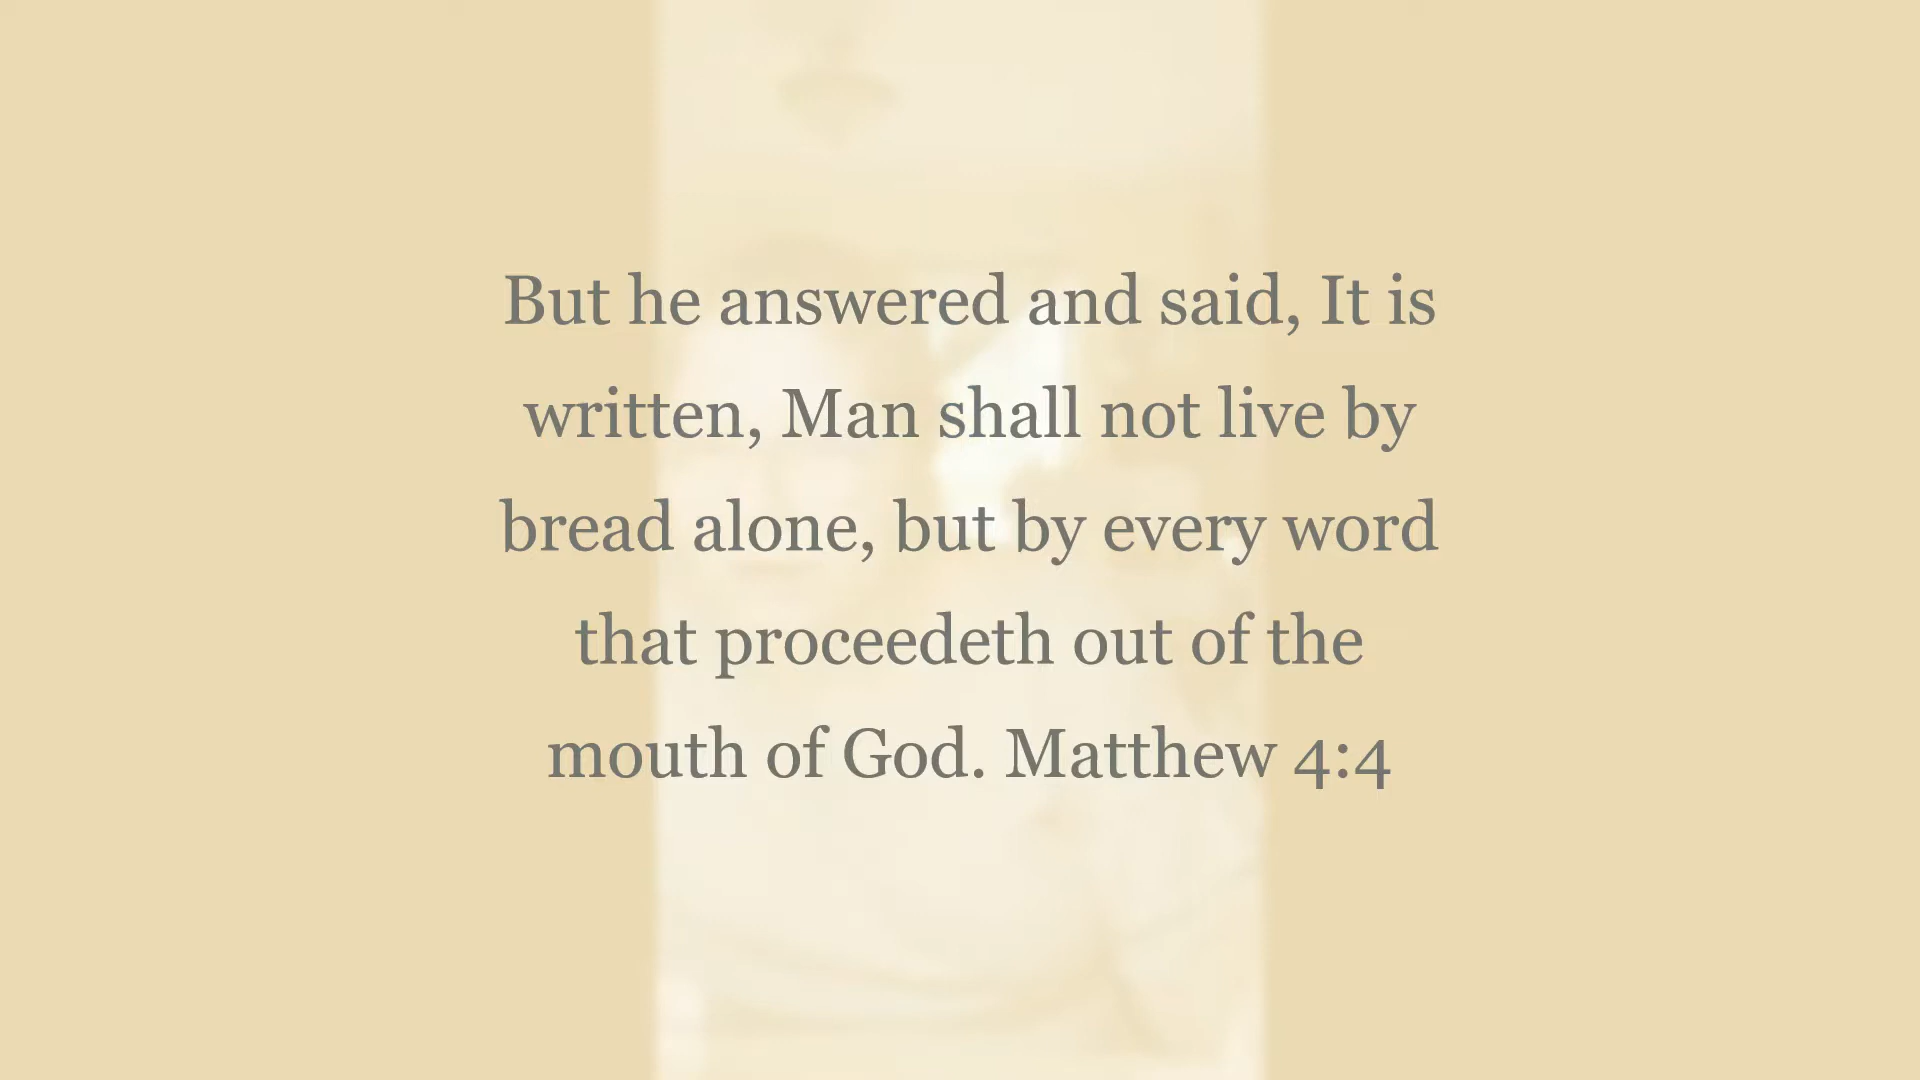 But he answered and said, It is
written, Man shall not live by
bread alone, but by every word
that proceedeth out of the
mouth of God. Matthew 4:4